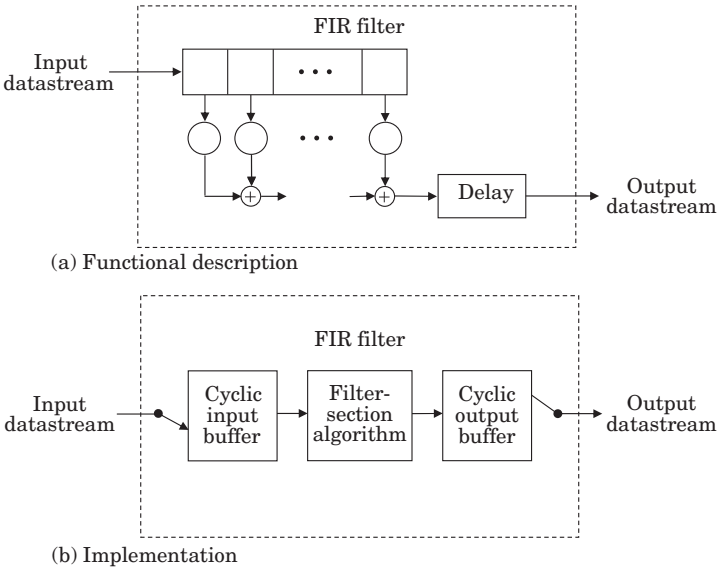 FIR filter
Input
datastream
• • •
• • •
+
+
Delay
Output
datastream
(a) Functional description
FIR filter
Input
datastream
Cyclic
input
buffer
Filter-
section
algorithm
Cyclic
output
buffer
Output
datastream
(b) Implementation